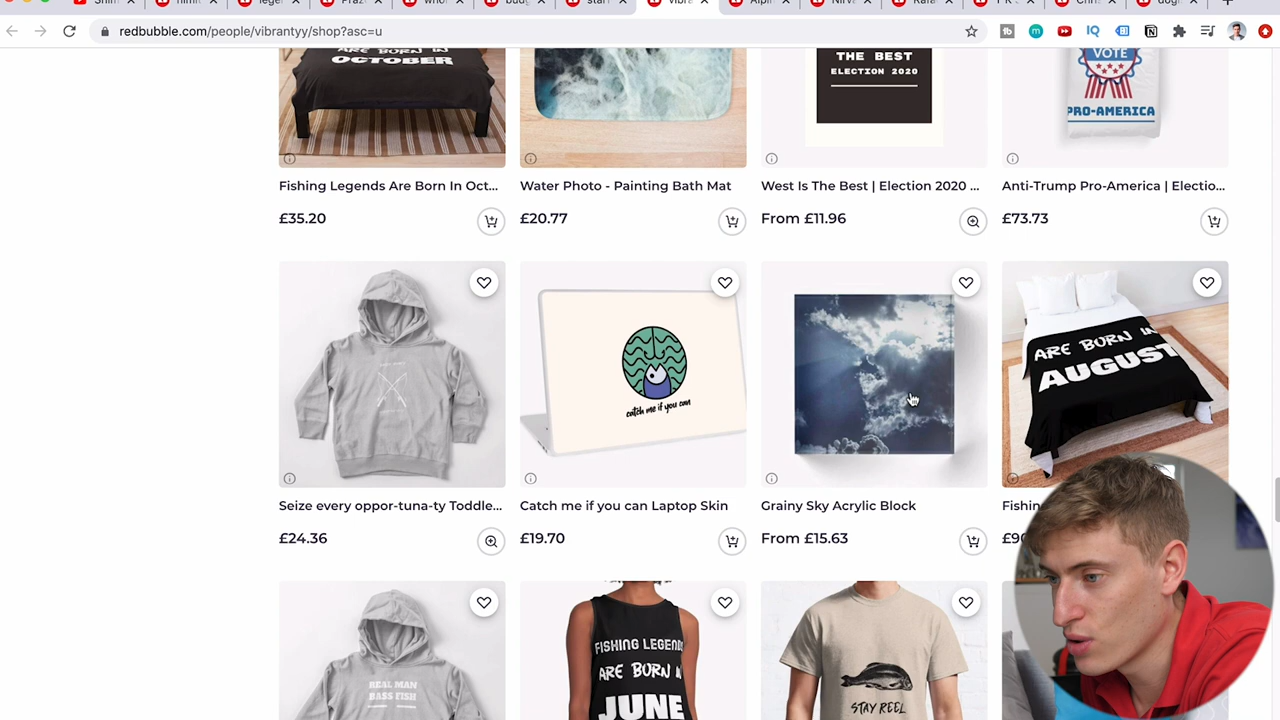 redbubble.com/people/vibrantyy/shop?asc=u
ARE BORN IN
OCTOBER
THE BEST
ELECTION 2020
VOTE
PRO-AMERICA
Fishing Legends Are Born In Oct...
Water Photo - Painting Bath Mat
West Is The Best | Election 2020 ...
Anti-Trump Pro-America | Electio...
£35.20
£20.77
From £11.96
£73.73
catch me if you can
ARE BORN IN
AUGUST
Seize every oppor-tuna-ty Toddle...
Catch me if you can Laptop Skin
Grainy Sky Acrylic Block
Fishin
£24.36
£19.70
From £15.63
REAL MAN
BASS FISH
FISHING LEGENDS
ARE BORN IN
JUNE
STAY REEL